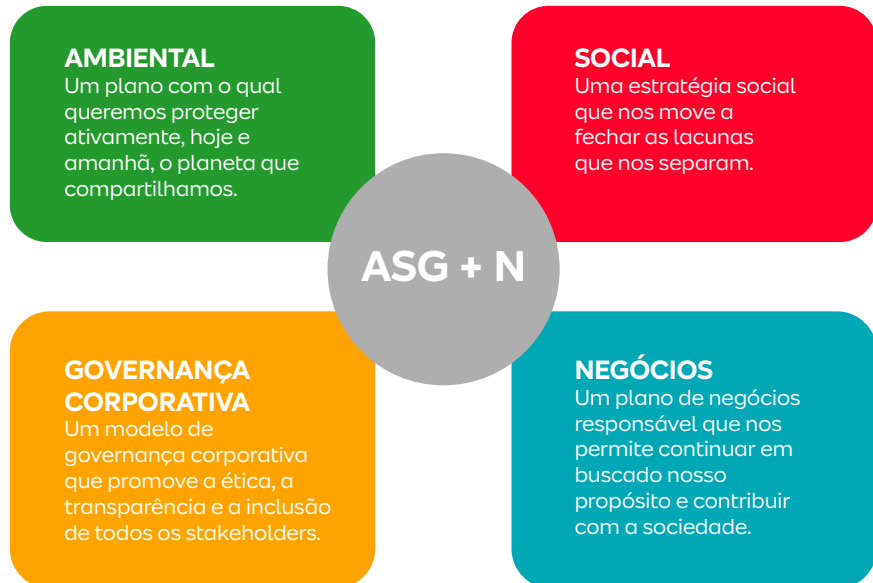 AMBIENTAL
Um plano com o qual
queremos proteger
ativamente, hoje e
amanhã, o planeta que
compartilhamos.
SOCIAL
Uma estratégia social
que nos move a
fechar as lacunas
que nos separam.
ASG + N
GOVERNANÇA
CORPORATIVA
Um modelo de
governança corporativa
que promove a ética, a
transparência e a inclusão
de todos os stakeholders.
NEGÓCIOS
Um plano de negócios
responsável que nos
permite continuar em
buscado nosso
propósito e contribuir
com a sociedade.